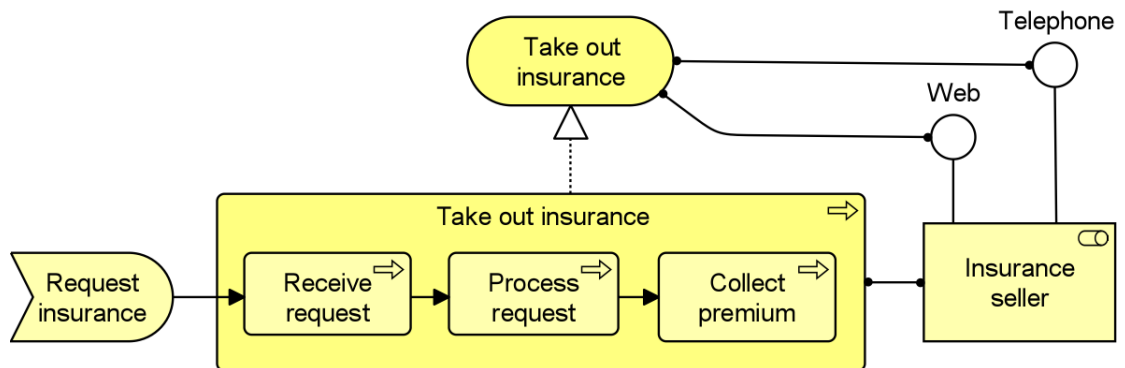 Telephone
Take out
insurance
Web
Take out insurance
Request
insurance
Receive
request
Process
request
Collect
premium
Insurance
seller